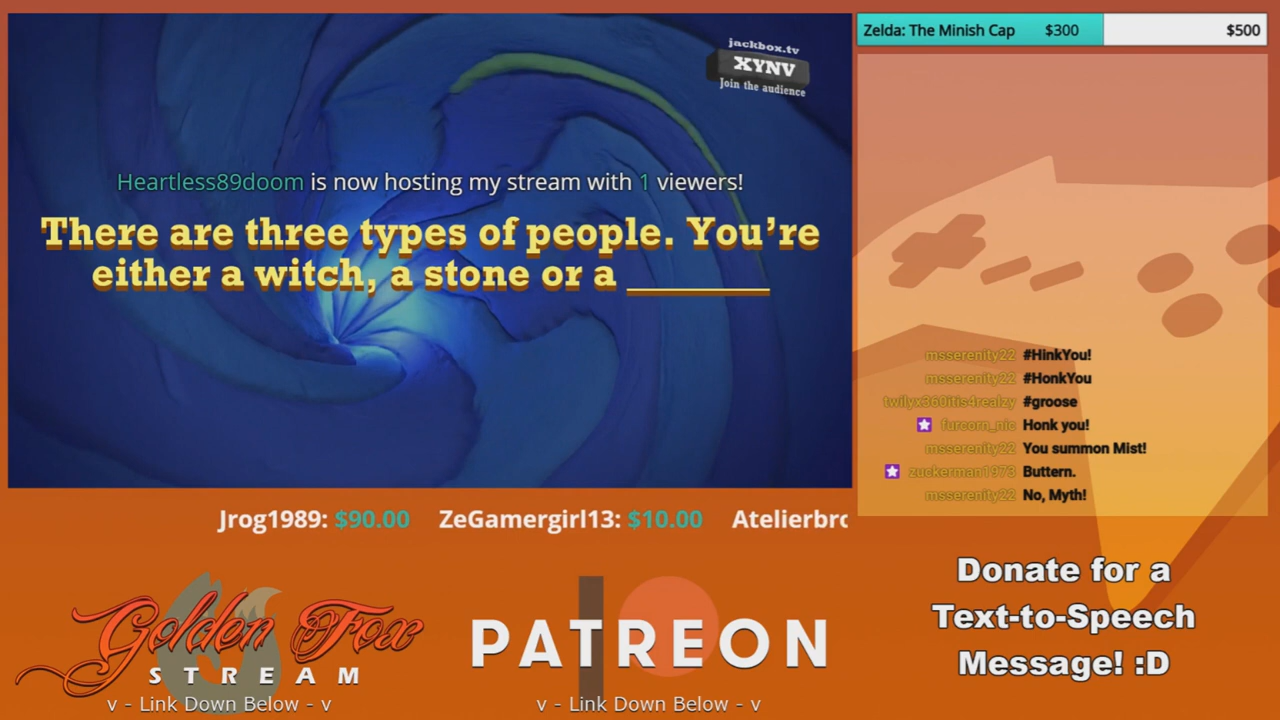 jackbox.tv
XYNV
Join the audience
Heartless89doom is now hosting my stream with 1 viewers!
There are three types of people. You're
either a witch, a stone or a ______
Zelda: The Minish Cap $300 $500
msserenity22 #HinkYou!
msserenity22 #HonkYou
twilyx360itis4realzy #groose
furcorn_nic Honk you!
msserenity22 You summon Mist!
zuckerman1973 Buttern.
msserenity22 No, Myth!
Jrog1989: $90.00 ZeGamergirl13: $10.00 Atelierbro
Golden Fox
STREAM
v - Link Down Below - v
PATREON
v - Link Down Below - v
Donate for a
Text-to-Speech
Message! :D